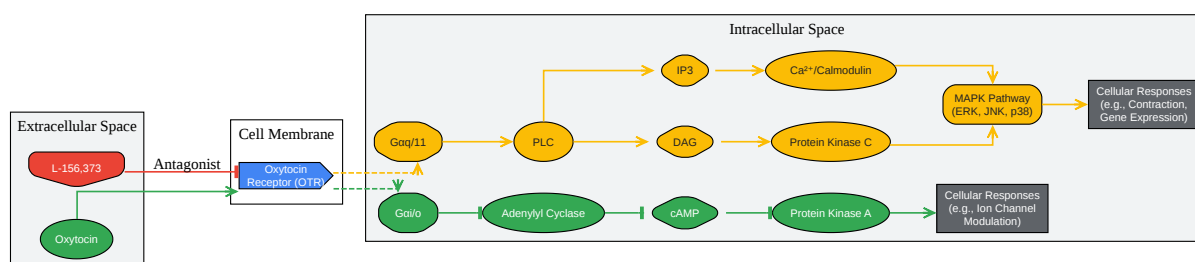 Intracellular Space
Extracellular Space
Cell Membrane
L-156,373
Antagonist
Oxytocin
Receptor (OTR)
Oxytocin
Gαq/11
PLC
IP3
Ca²⁺/Calmodulin
DAG
Protein Kinase C
MAPK Pathway
(ERK, JNK, p38)
Cellular Responses
(e.g., Contraction,
Gene Expression)
Gαi/o
Adenylyl Cyclase
cAMP
Protein Kinase A
Cellular Responses
(e.g., Ion Channel
Modulation)